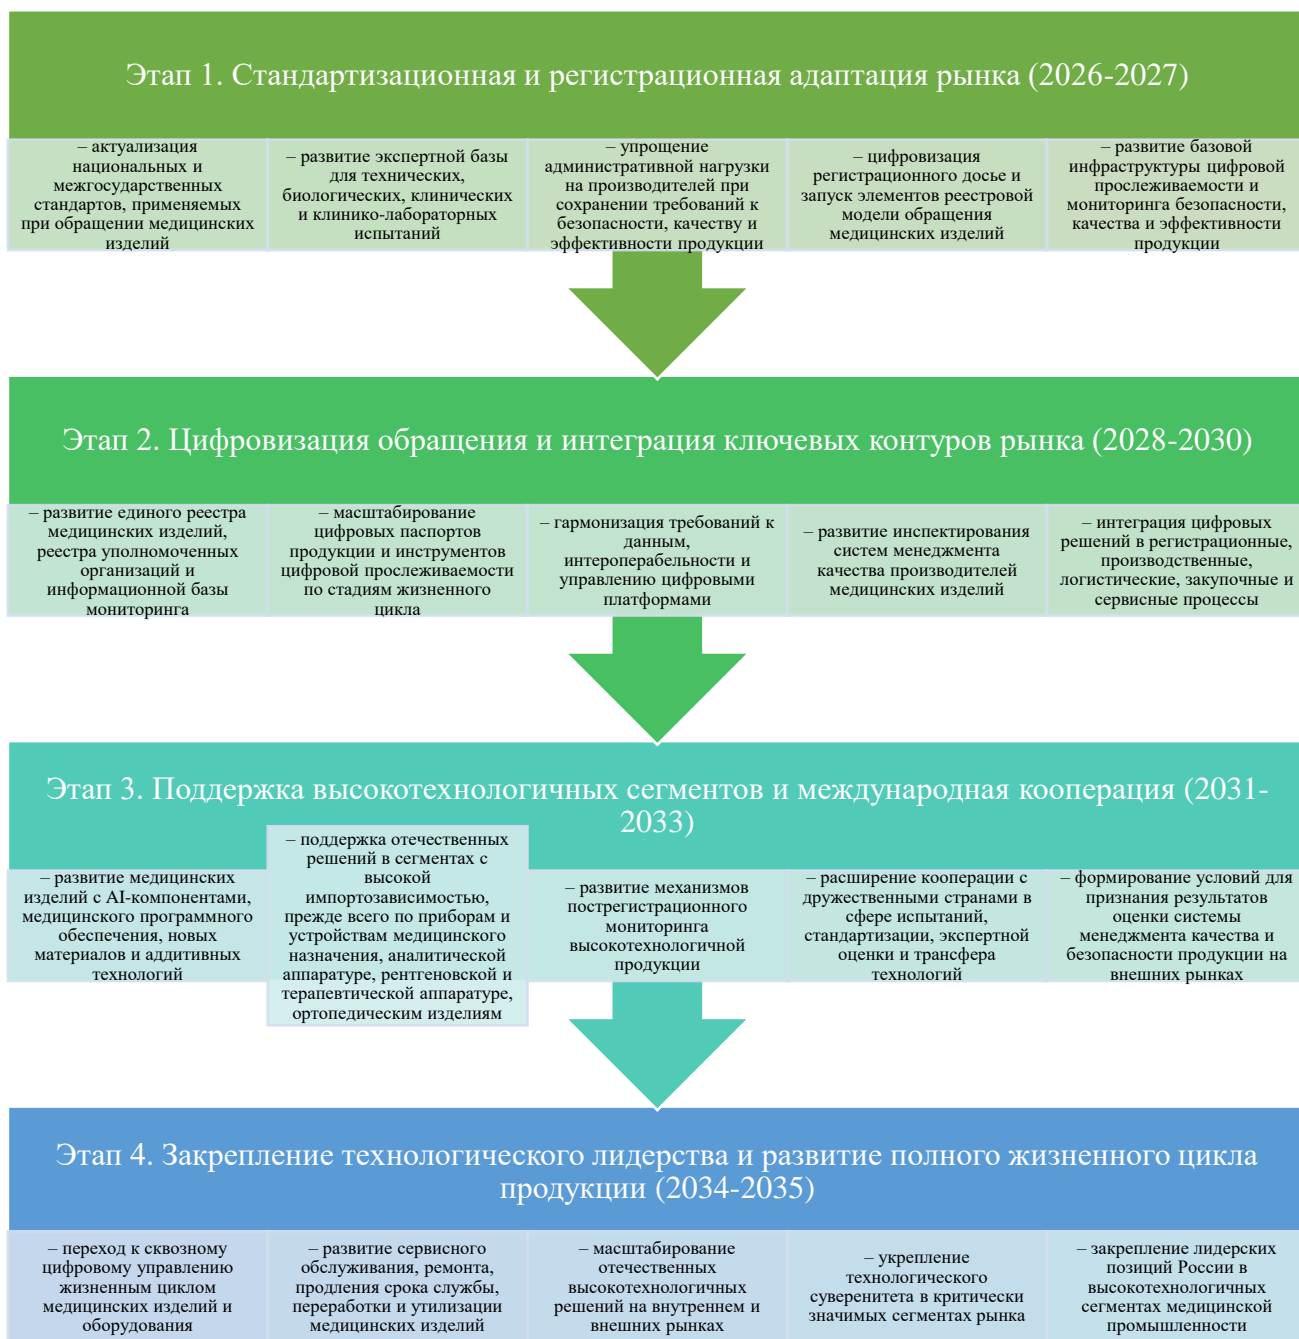 Этап 1. Стандартизационная и регистрационная адаптация рынка (2026-2027)
– актуализация
национальных и
межгосударственных
стандартов, применяемых
при обращении медицинских
изделий
– развитие экспертной базы
для технических,
биологических, клинических
и клинико-лабораторных
испытаний
– упрощение
административной нагрузки
на производителей при
сохранении требований к
безопасности, качеству и
эффективности продукции
– цифровизация
регистрационного досье и
запуск элементов реестровой
модели обращения
медицинских изделий
– развитие базовой
инфраструктуры цифровой
прослеживаемости и
мониторинга безопасности,
качества и эффективности
продукции
Этап 2. Цифровизация обращения и интеграция ключевых контуров рынка (2028-2030)
– развитие единого реестра
медицинских изделий,
реестра уполномоченных
организаций и
информационной базы
мониторинга
– масштабирование
цифровых паспортов
продукции и инструментов
цифровой прослеживаемости
по стадиям жизненного
цикла
– гармонизация требований к
данным,
интероперабельности и
управлению цифровыми
платформами
– развитие инспектирования
систем менеджмента
качества производителей
медицинских изделий
– интеграция цифровых
решений в регистрационные,
производственные,
логистические, закупочные и
сервисные процессы
Этап 3. Поддержка высокотехнологичных сегментов и международная кооперация (2031-
2033)
– развитие медицинских
изделий с AI-компонентами,
медицинского программного
обеспечения, новых
материалов и аддитивных
технологий
– поддержка отечественных
решений в сегментах с
высокой
импортозависимостью,
прежде всего по приборам и
устройствам медицинского
назначения, аналитической
аппаратуре, рентгеновской и
терапевтической аппаратуре,
ортопедическим изделиям
– развитие механизмов
пострегистрационного
мониторинга
высокотехнологичной
продукции
– расширение кооперации с
дружественными странами в
сфере испытаний,
стандартизации, экспертной
оценки и трансфера
технологий
– формирование условий для
признания результатов
оценки системы
менеджмента качества и
безопасности продукции на
внешних рынках
Этап 4. Закрепление технологического лидерства и развитие полного жизненного цикла
продукции (2034-2035)
– переход к сквозному
цифровому управлению
жизненным циклом
медицинских изделий и
оборудования
– развитие сервисного
обслуживания, ремонта,
продления срока службы,
переработки и утилизации
медицинских изделий
– масштабирование
отечественных
высокотехнологичных
решений на внутреннем и
внешних рынках
– укрепление
технологического
суверенитета в критически
значимых сегментах рынка
– закрепление лидерских
позиций России в
высокотехнологичных
сегментах медицинской
промышленности